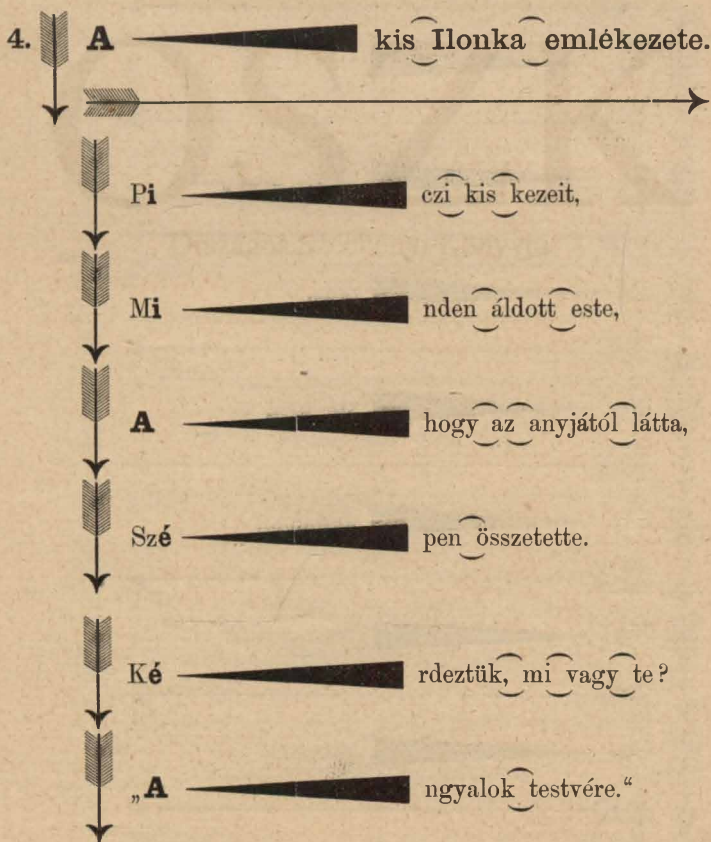 4. A kis Ilonka emlékezete.
Pi czi kis kezeit,
Mi nden áldott este,
A hogy az anyjától látta,
Szé pen összetette.
Ké rdeztük, mi vagy te?
„A ngyalok testvére.“